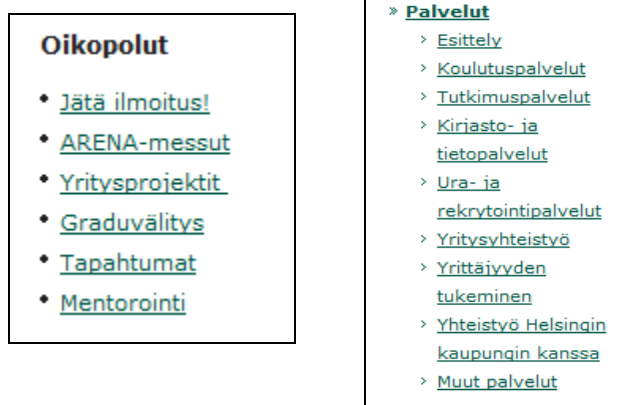 Oikopolut
• Jätä ilmoitus!
• ARENA-messut
• Yritysprojektit
• Graduvälitys
• Tapahtumat
• Mentorointi
» Palvelut
› Esittely
› Koulutuspalvelut
› Tutkimuspalvelut
› Kirjasto- ja
tietopalvelut
› Ura- ja
rekrytointipalvelut
› Yritysyhteistyö
› Yrittäjyyden
tukeminen
› Yhteistyö Helsingin
kaupungin kanssa
› Muut palvelut